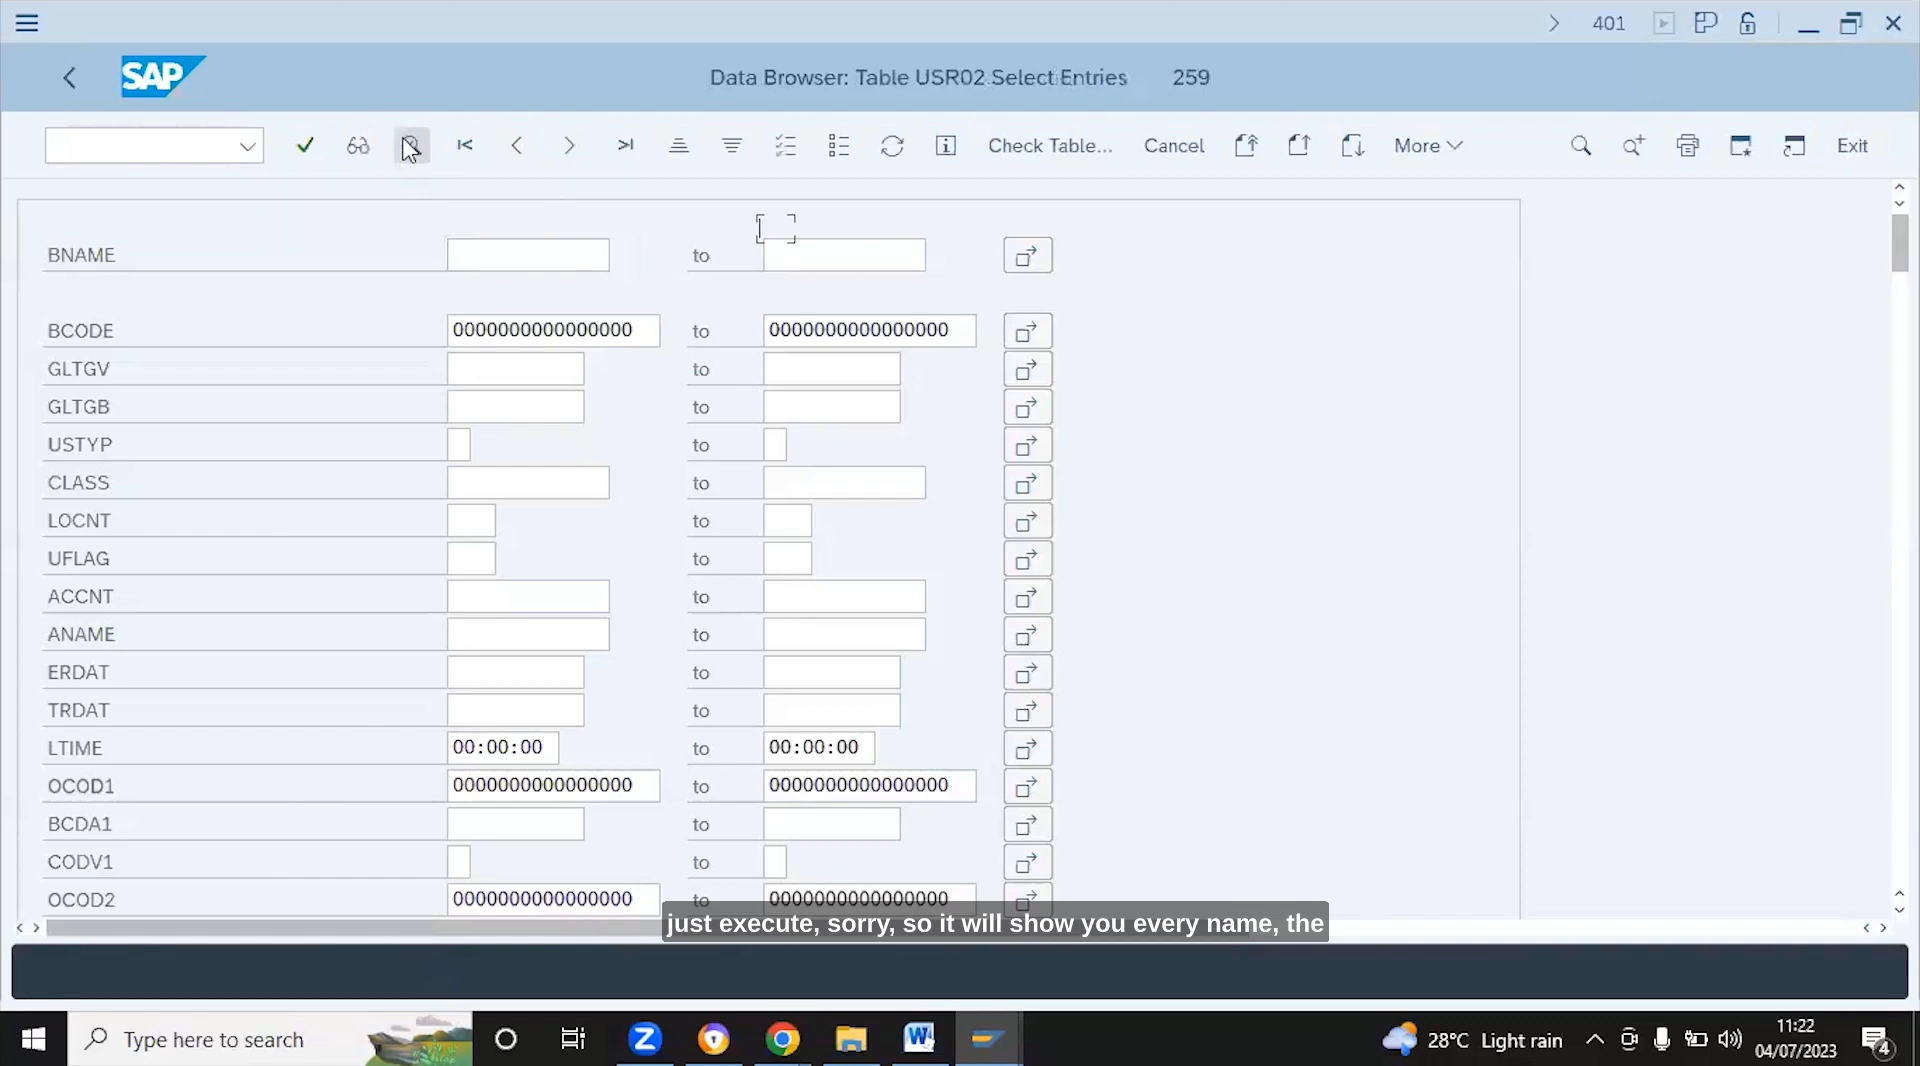 401
SAP
Data Browser: Table USR02 Select Entries 259
Check Table... Cancel More Exit
BNAME to
BCODE 0000000000000000 to 0000000000000000
GLTGV to
GLTGB to
USTYP to
CLASS to
LOCNT to
UFLAG to
ACCNT to
ANAME to
ERDAT to
TRDAT to
LTIME 00:00:00 to 00:00:00
OCOD1 0000000000000000 to 0000000000000000
BCDA1 to
CODV1 to
OCOD2 0000000000000000 to 0000000000000000
just execute, sorry, so it will show you every name, the
Type here to search
28°C Light rain
11:22
04/07/2023
4